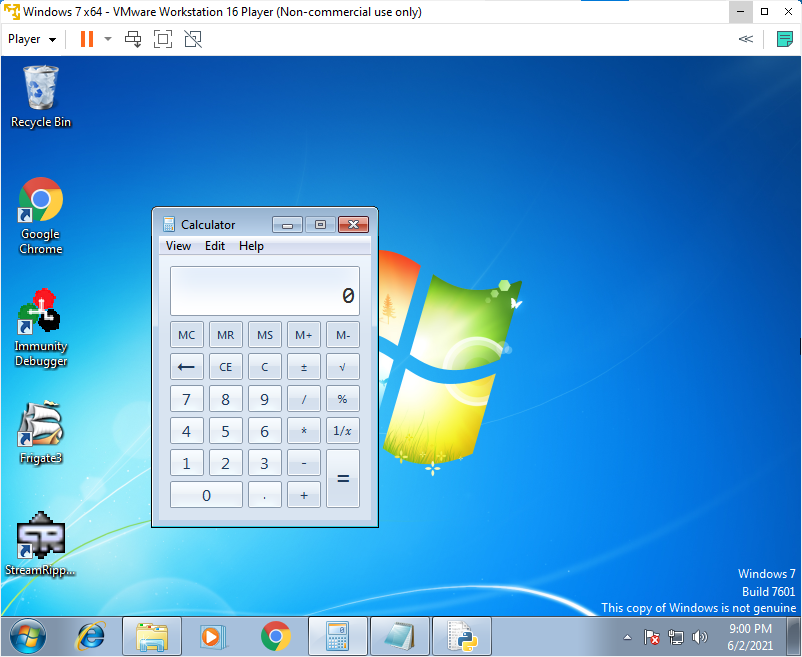 Windows 7 x64 - VMware Workstation 16 Player (Non-commercial use only)
Player
Recycle Bin
Google
Chrome
Immunity
Debugger
Frigate3
StreamRipp...
Calculator
View Edit Help
0
MC MR MS M+ M-
← CE C ± √
7 8 9 / %
4 5 6 * 1/x
1 2 3 - =
0 . +
Windows 7
Build 7601
This copy of Windows is not genuine
9:00 PM
6/2/2021